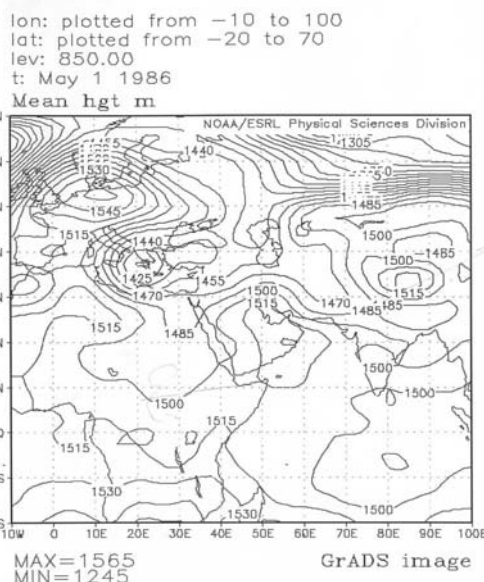 lon: plotted from −10 to 100
lat: plotted from −20 to 70
lev: 850.00
t: May 1 1986
Mean hgt m
NOAA/ESRL Physical Sciences Division
1440
1305
1530
1485
1545
1515
1500
1440
1500
1485
1425
1455
1500
1515
1515
1470
1470
1485
1515
1485
1500
1500
1515
1515
1530
1500
1530
10W 0 10E 20E 30E 40E 50E 60E 70E 80E 90E 100E
MAX=1565
GrADS image
MIN=1245